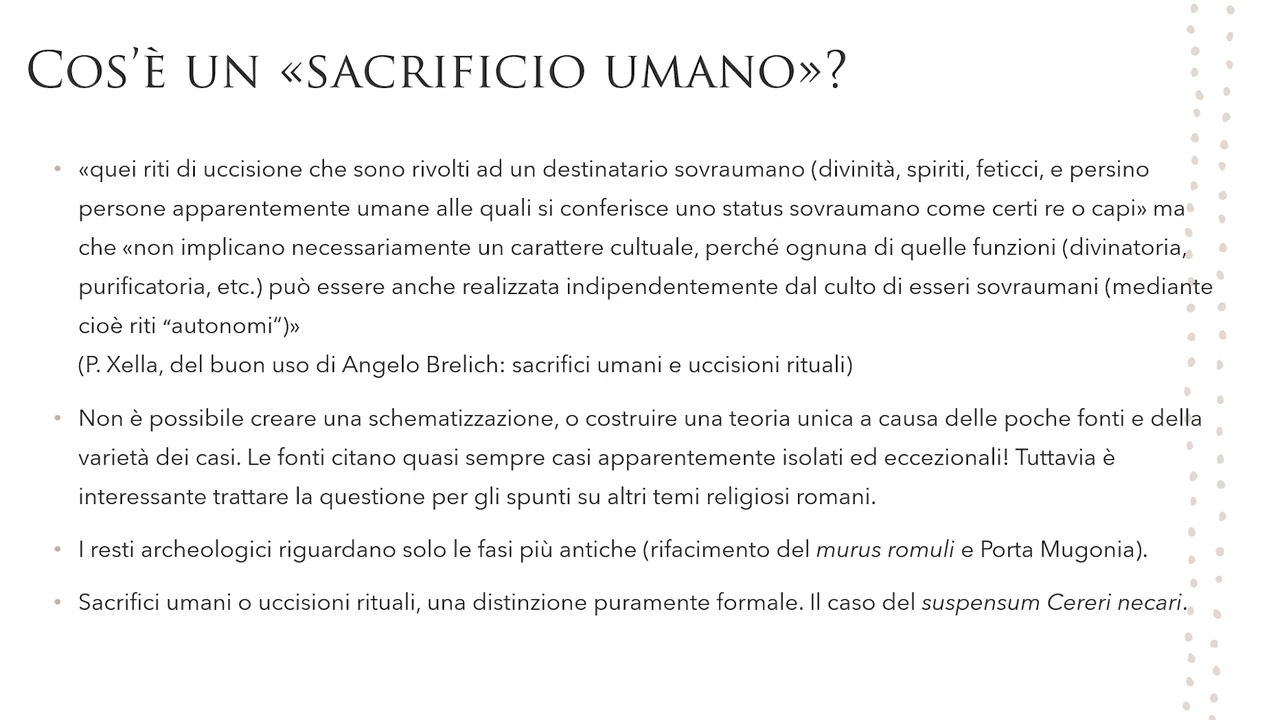 Cos'è un «sacrificio umano»?
• «quei riti di uccisione che sono rivolti ad un destinatario sovraumano (divinità, spiriti, feticci, e persino
persone apparentemente umane alle quali si conferisce uno status sovraumano come certi re o capi» ma
che «non implicano necessariamente un carattere cultuale, perché ognuna di quelle funzioni (divinatoria,
purificatoria, etc.) può essere anche realizzata indipendentemente dal culto di esseri sovraumani (mediante
cioè riti “autonomi”)»
(P. Xella, del buon uso di Angelo Brelich: sacrifici umani e uccisioni rituali)
• Non è possibile creare una schematizzazione, o costruire una teoria unica a causa delle poche fonti e della
varietà dei casi. Le fonti citano quasi sempre casi apparentemente isolati ed eccezionali! Tuttavia è
interessante trattare la questione per gli spunti su altri temi religiosi romani.
• I resti archeologici riguardano solo le fasi più antiche (rifacimento del murus romuli e Porta Mugonia).
• Sacrifici umani o uccisioni rituali, una distinzione puramente formale. Il caso del suspensum Cereri necari.